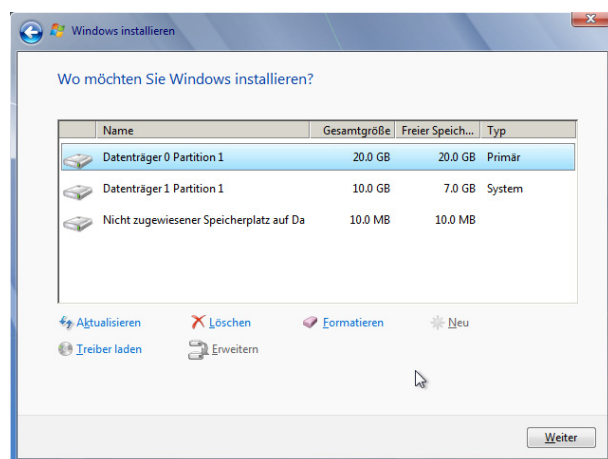 Windows installieren
Wo möchten Sie Windows installieren?
Name Gesamtgröße Freier Speich... Typ
Datenträger 0 Partition 1 20.0 GB 20.0 GB Primär
Datenträger 1 Partition 1 10.0 GB 7.0 GB System
Nicht zugewiesener Speicherplatz auf Da 10.0 MB 10.0 MB
Aktualisieren Löschen Formatieren Neu
Treiber laden Erweitern
Weiter